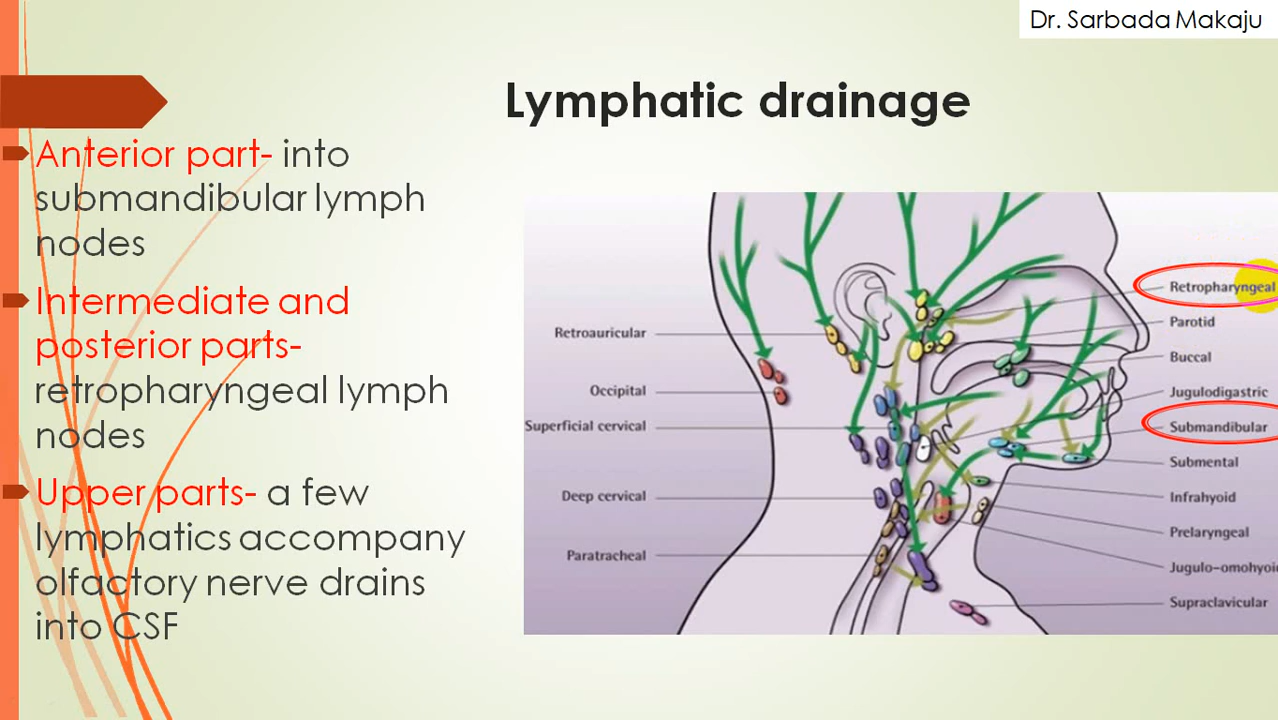 Dr. Sarbada Makaju
Lymphatic drainage
Anterior part- into
submandibular lymph
nodes
Intermediate and
posterior parts-
retropharyngeal lymph
nodes
Upper parts- a few
lymphatics accompany
olfactory nerve drains
into CSF
Retroauricular
Occipital
Superficial cervical
Deep cervical
Paratracheal
Retropharyngeal
Parotid
Buccal
Jugulodigastric
Submandibular
Submental
Infrahyoid
Prelaryngeal
Jugulo-omohyoi
Supraclavicular